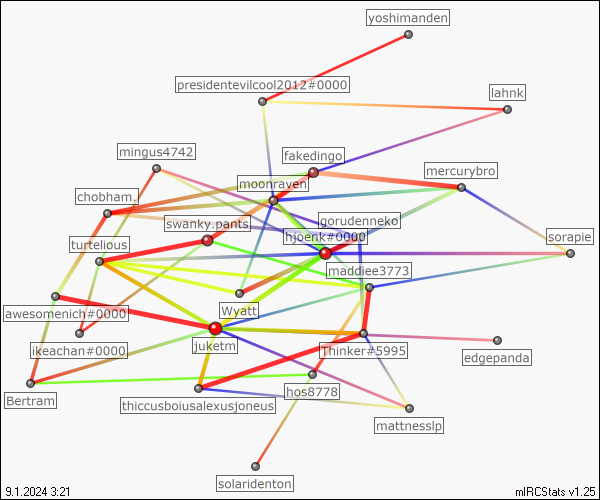 yoshimanden
presidentevilcool2012#0000
lahnk
mingus4742
fakedingo
mercurybro
chobham.
moonraven
swanky.pants
gorudenneko
hjoenk#0000
sorapie
turtelious
maddiee3773
awesomenich#0000
Wyatt
ikeachan#0000
juketm
Thinker#5995
edgepanda
Bertram
thiccusboiusalexusjoneus
hos8778
mattnesslp
solaridenton
9.1.2024 3:21
mIRCStats v1.25